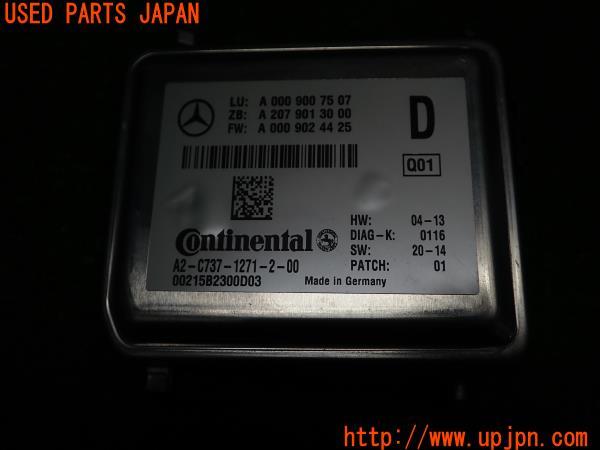 USED PARTS JAPAN
LU: A 000 900 75 07
ZB: A 207 901 30 00
FW: A 000 902 44 25
D
Q01
Continental
A2-C737-1271-2-00
00215B2300D03
HW: 04-13
DIAG-K: 0116
SW: 20-14
PATCH: 01
Made in Germany
http://www.upjpn.com/